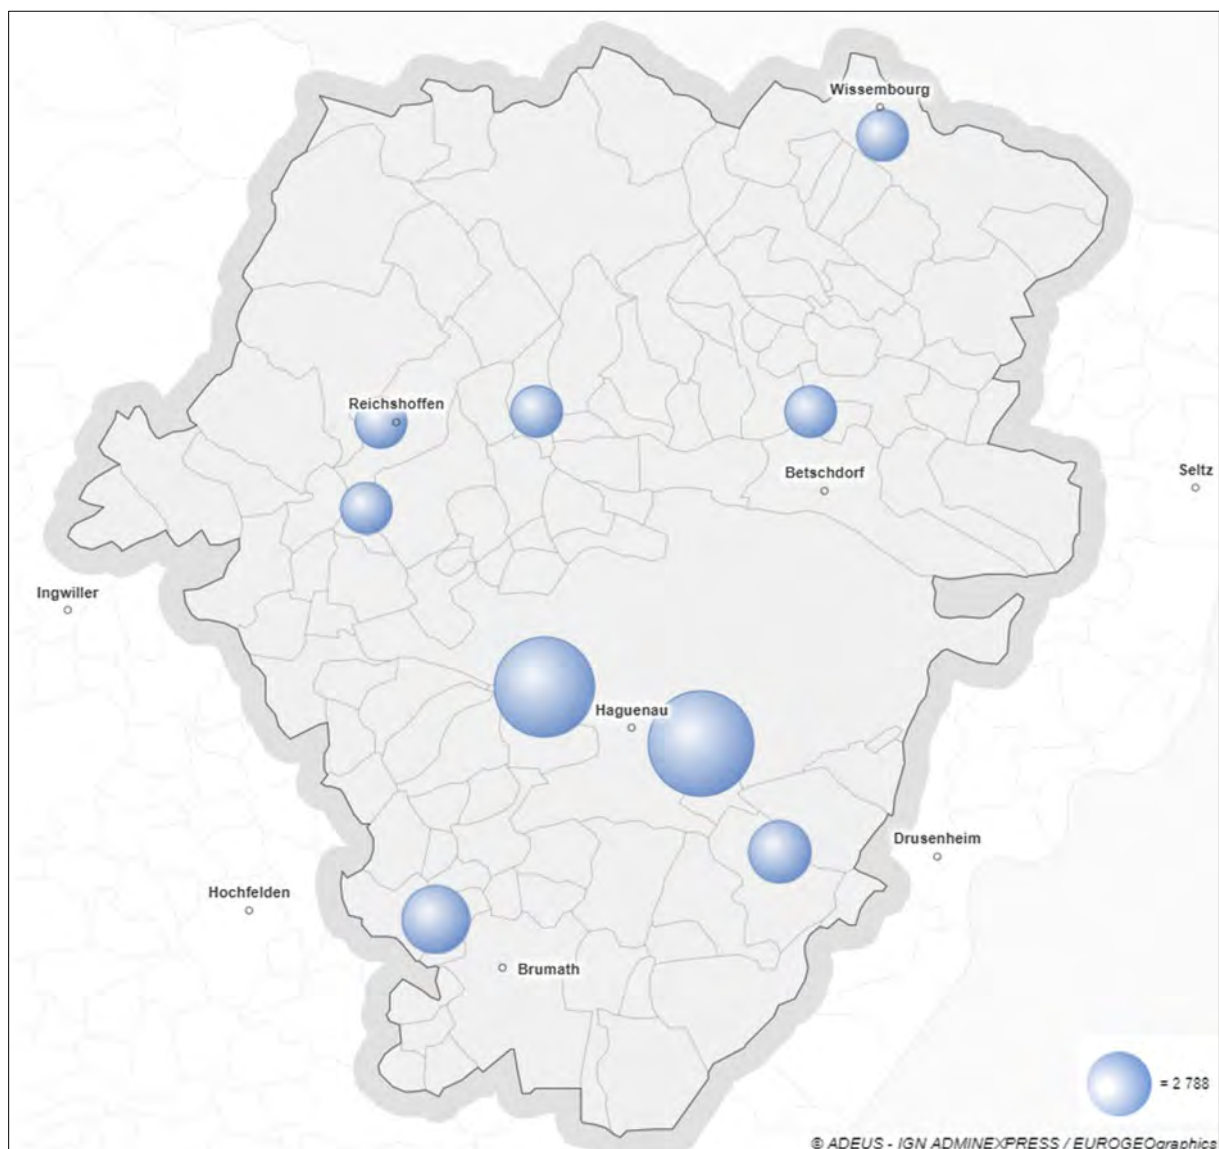 Wissembourg
Reichshoffen
Betschdorf
Seltz
Ingwiller
Haguenau
Drusenheim
Hochfelden
Brumath
= 2 788
© ADEUS - IGN ADMINEXPRESS / EUROGEOgraphics